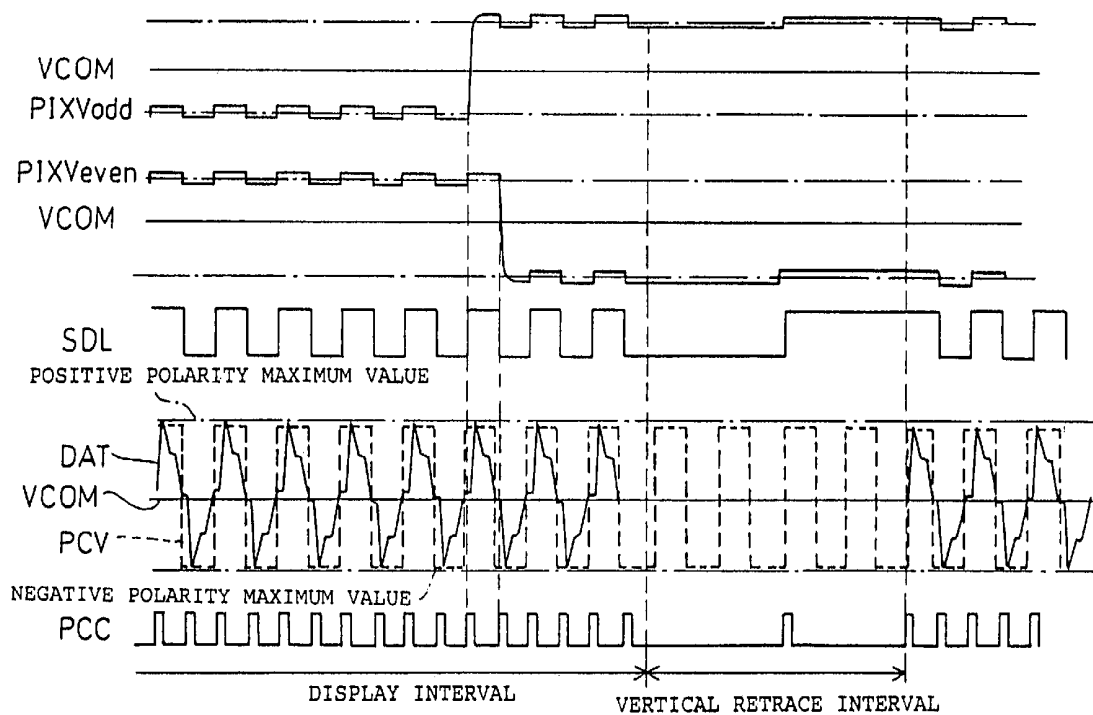 VCOM
PIXVodd
PIXVeven
VCOM
SDL
POSITIVE POLARITY MAXIMUM VALUE
DAT
VCOM
PCV
NEGATIVE POLARITY MAXIMUM VALUE
PCC
DISPLAY INTERVAL
VERTICAL RETRACE INTERVAL